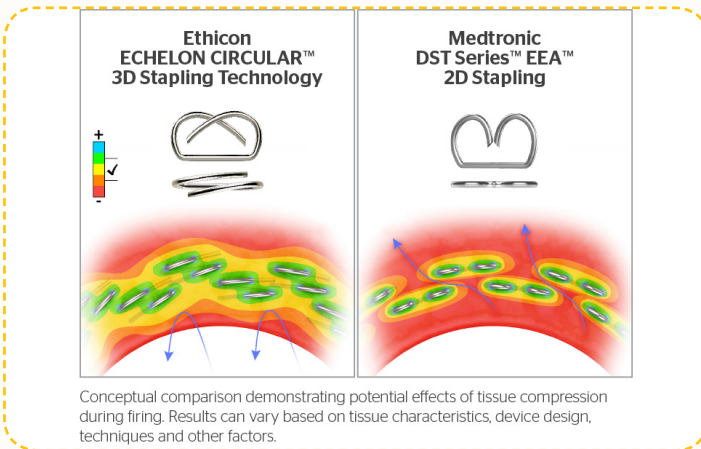 Ethicon
ECHELON CIRCULAR™
3D Stapling Technology
Medtronic
DST Series™ EEA™
2D Stapling
+
-
Conceptual comparison demonstrating potential effects of tissue compression
during firing. Results can vary based on tissue characteristics, device design,
techniques and other factors.